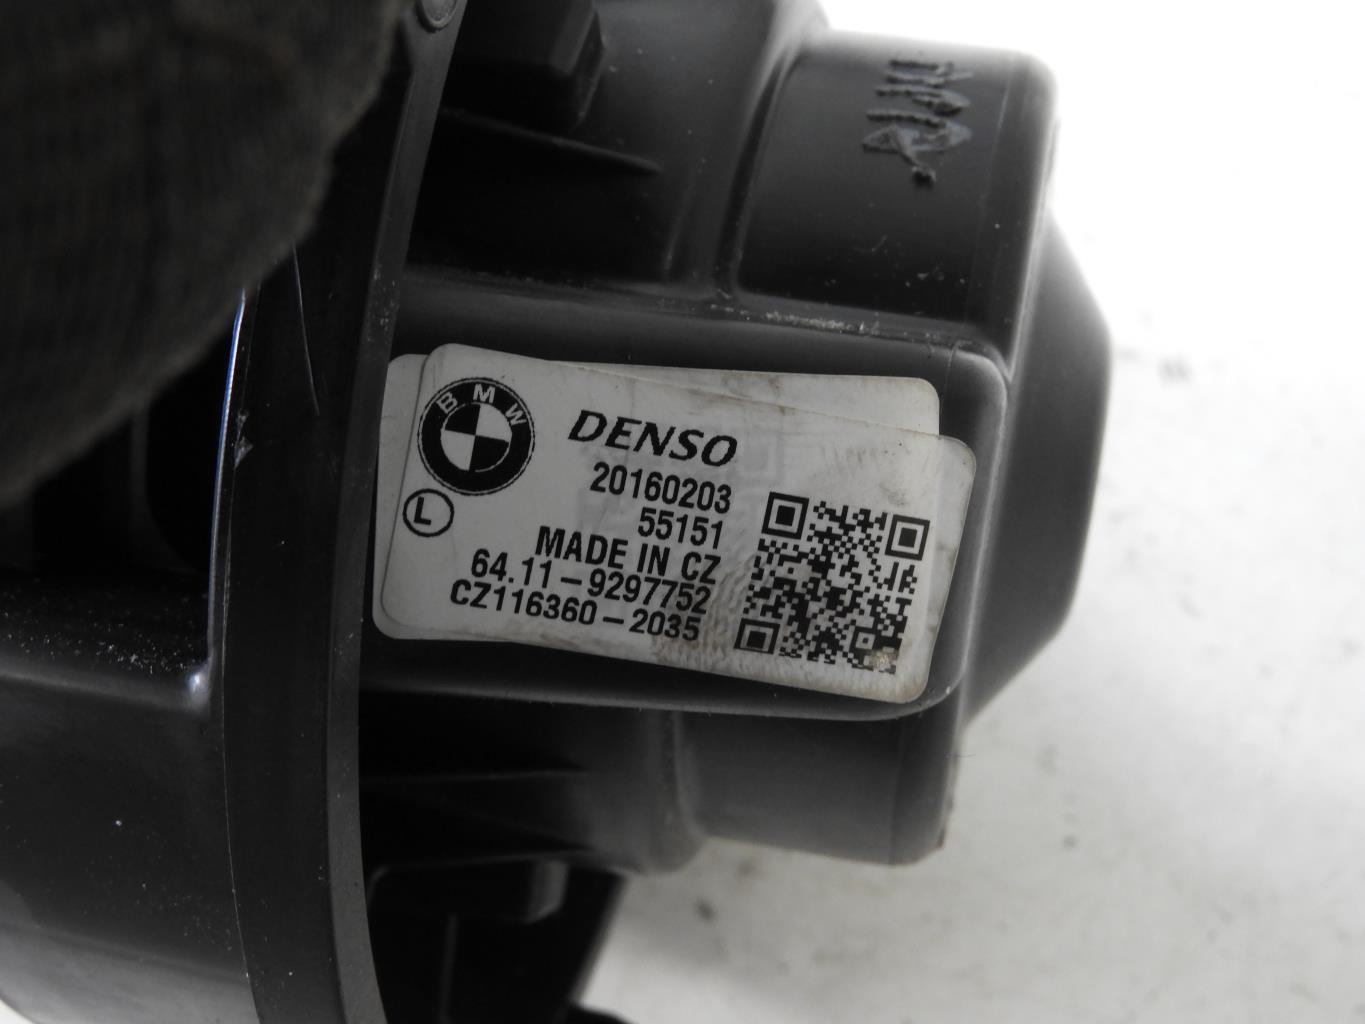 BMW
DENSO
20160203
L
55151
MADE IN CZ
64.11-9297752
CZ116360-2035